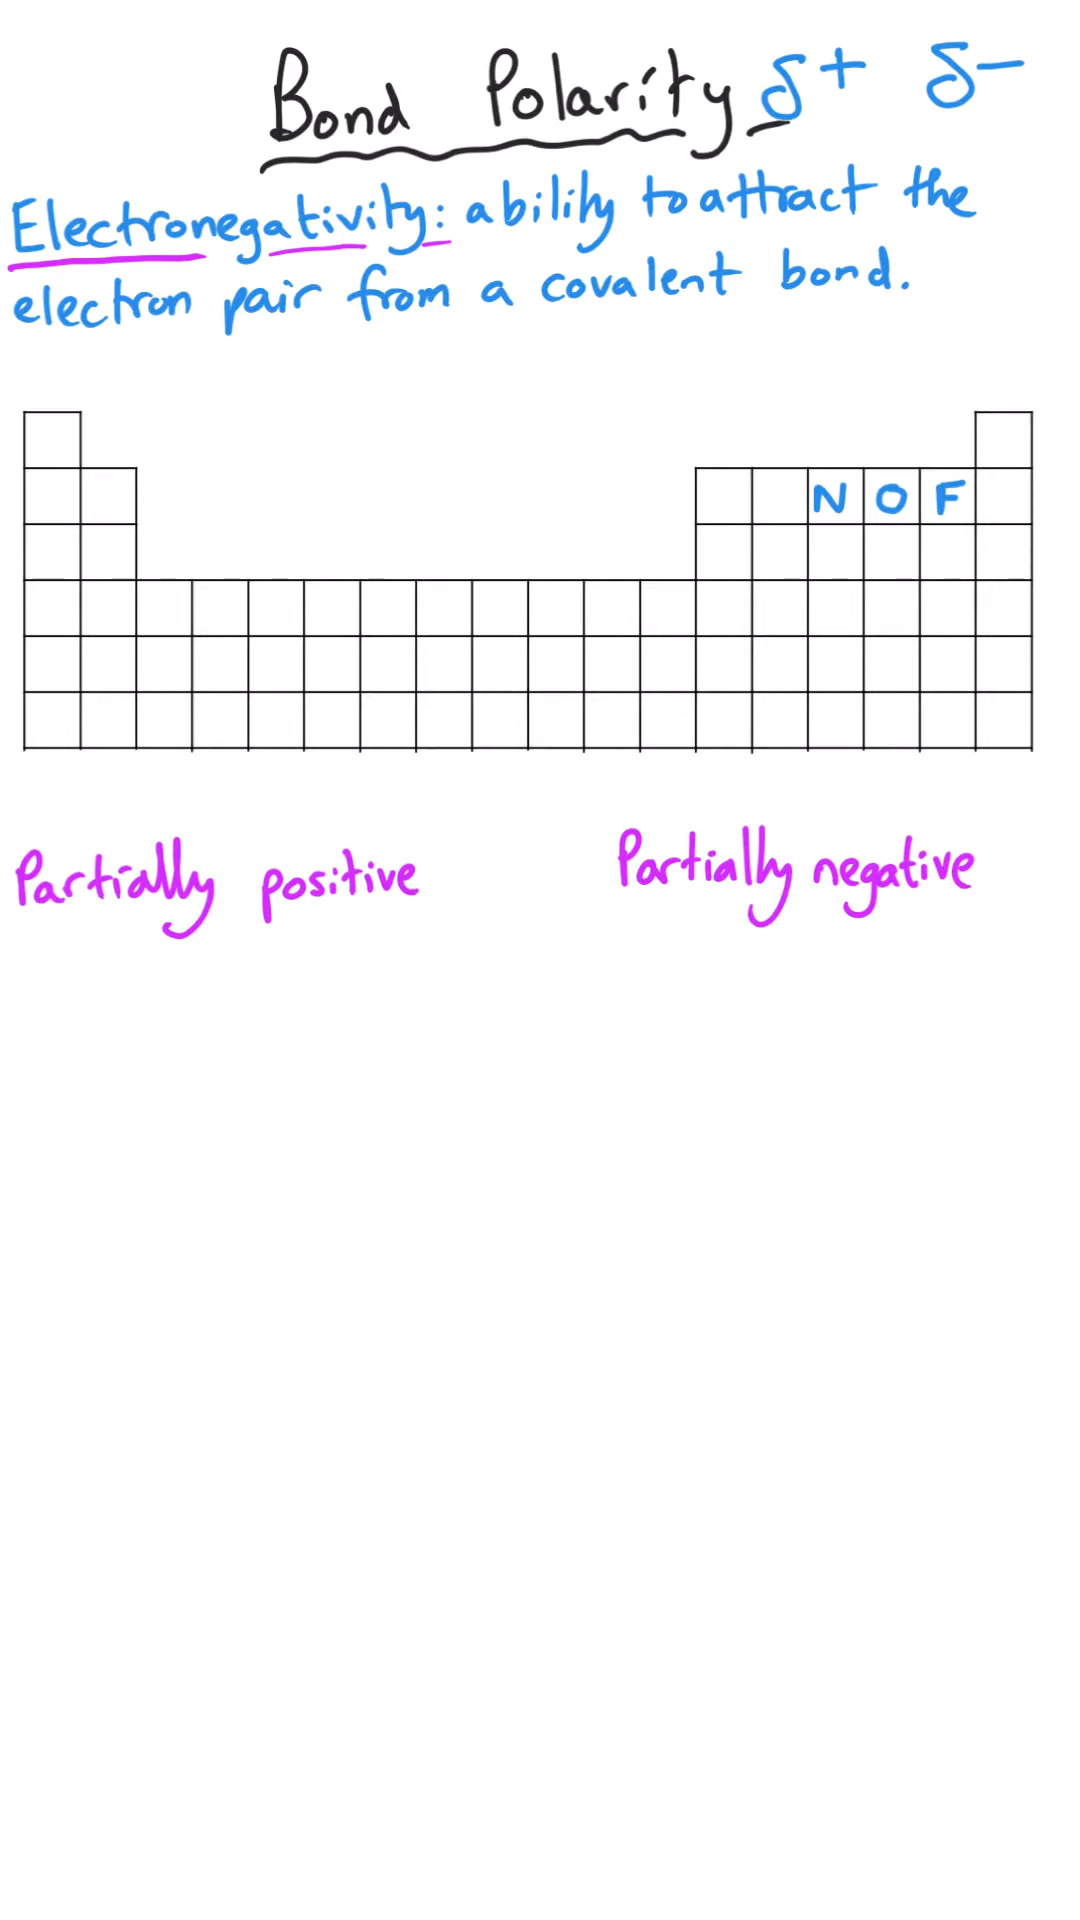 Bond Polarity δ+ δ−
Electronegativity: ability to attract the
electron pair from a covalent bond.
N O F
Partially positive Partially negative